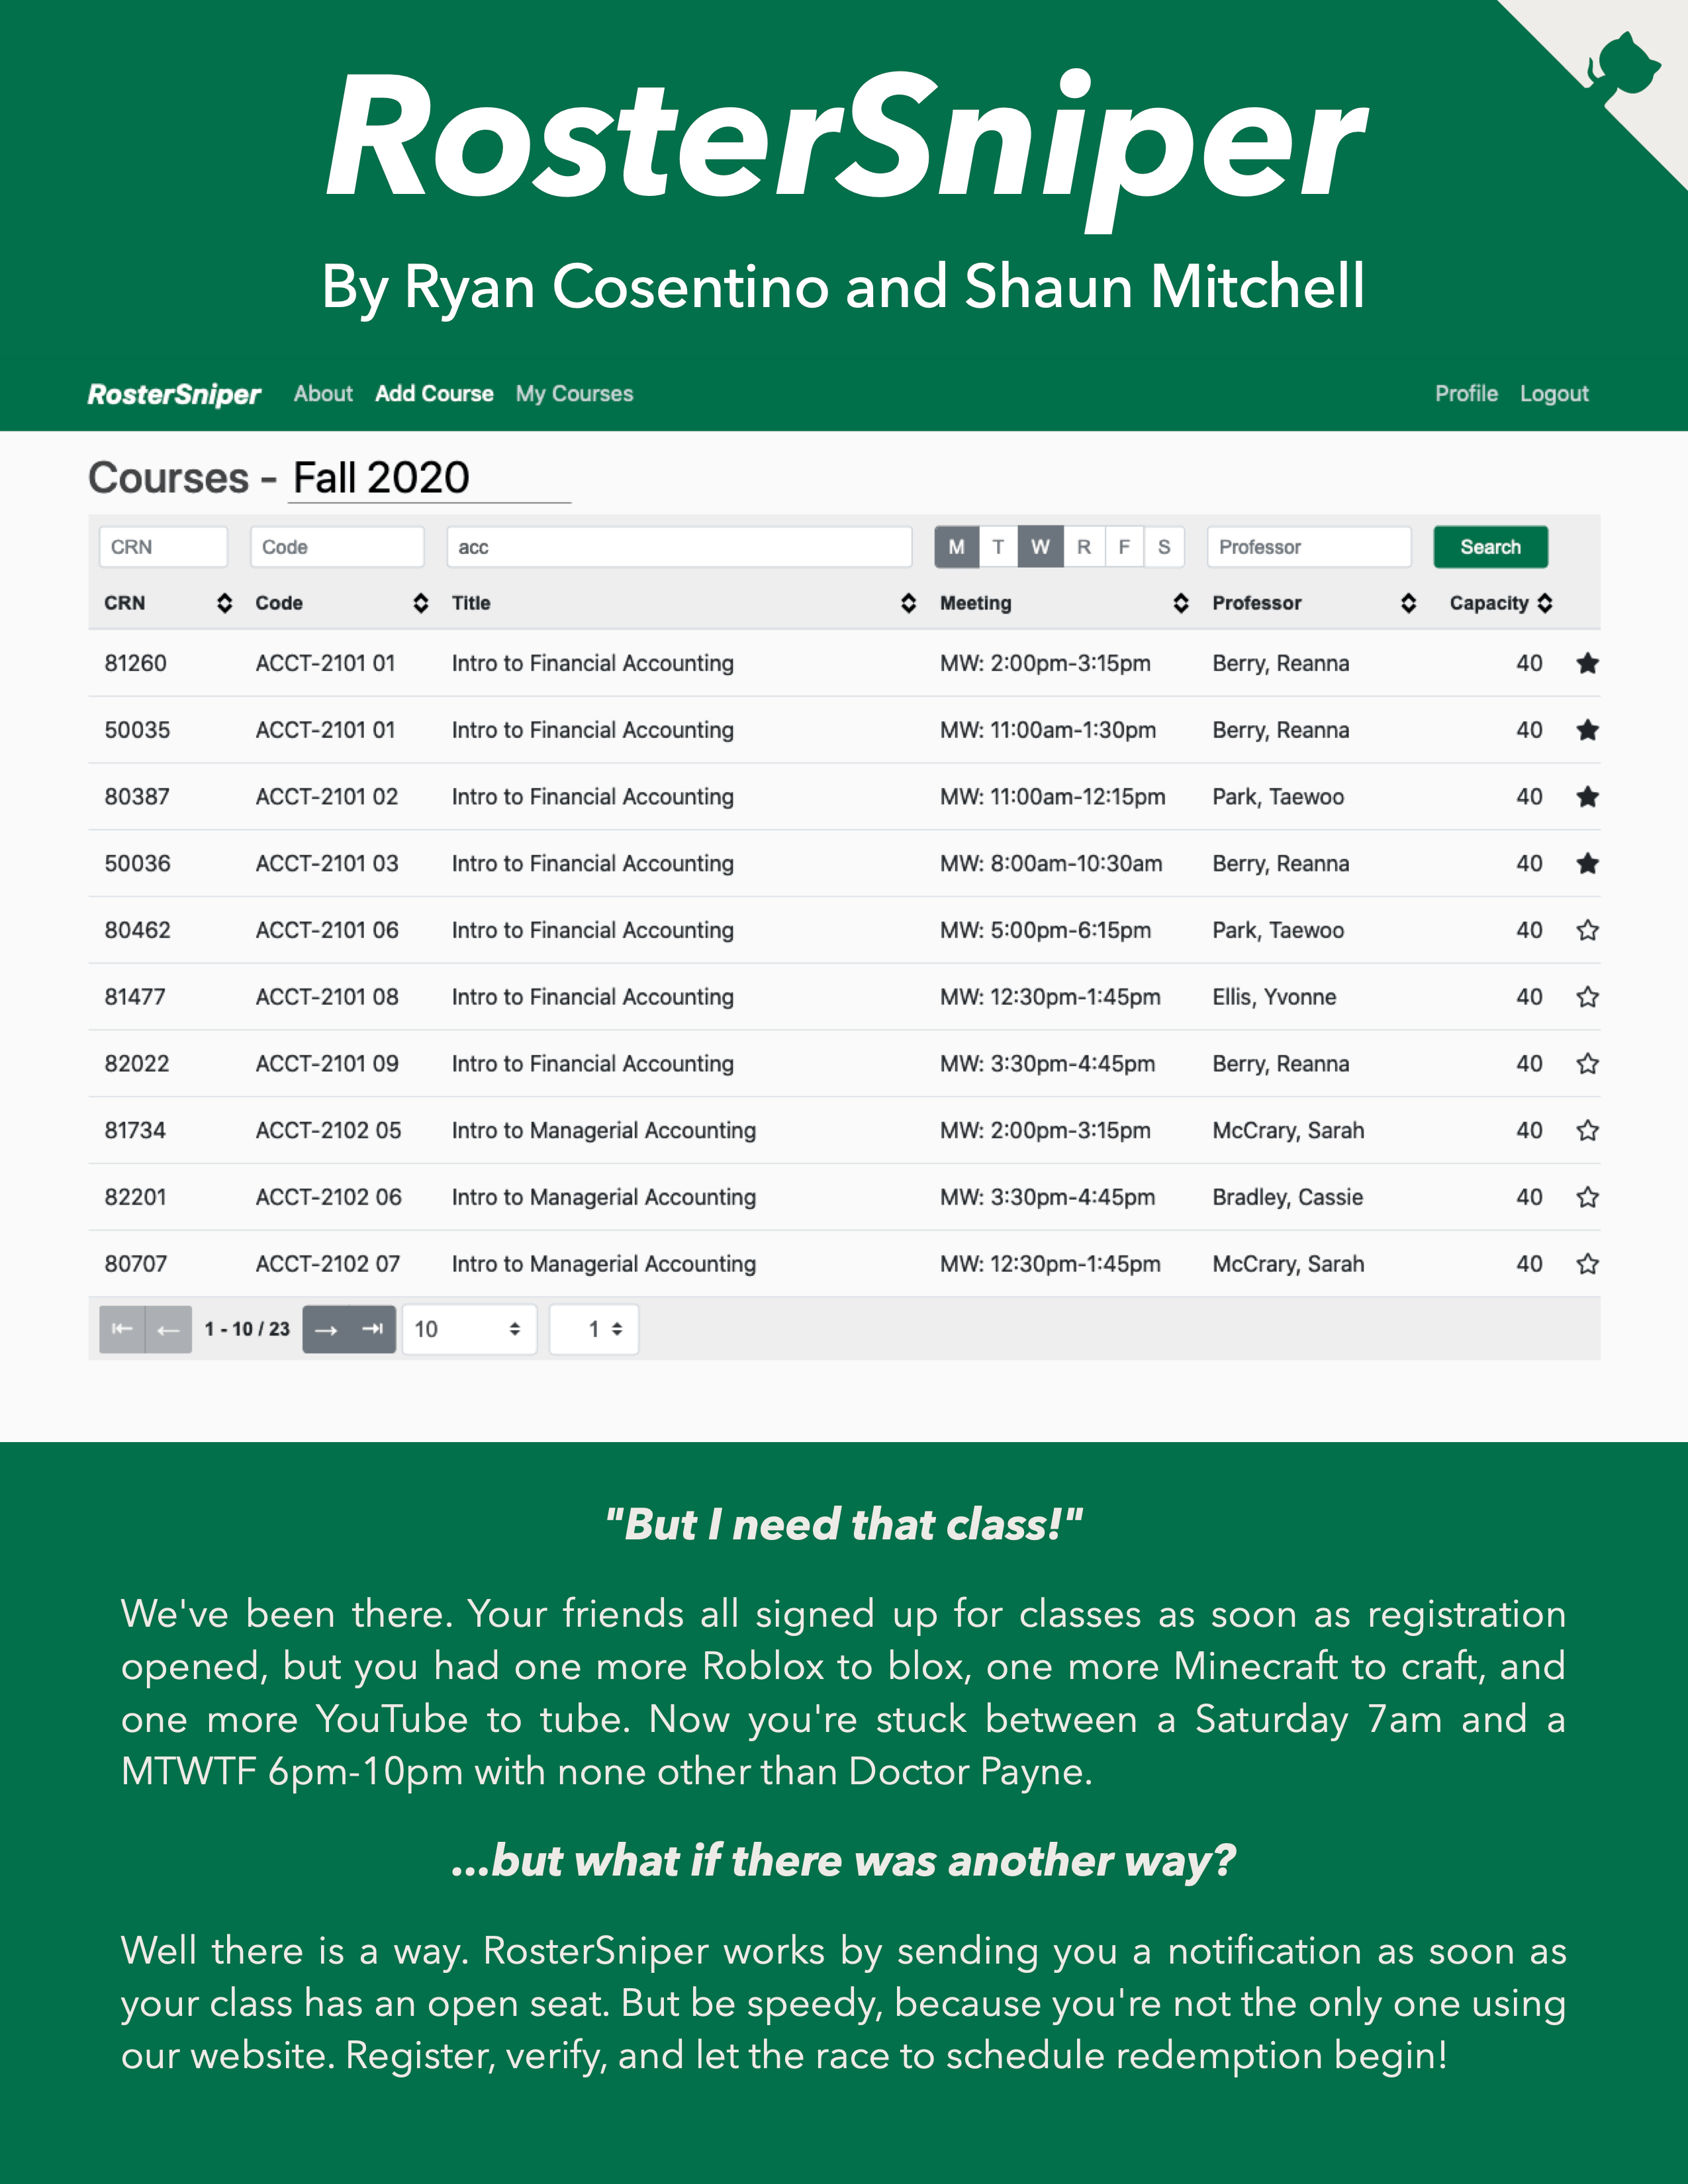 RosterSniper
By Ryan Cosentino and Shaun Mitchell
RosterSniper About Add Course My Courses Profile Logout
Courses - Fall 2020
CRN Code acc M T W R F S Professor Search
CRN Code Title Meeting Professor Capacity
81260 ACCT-2101 01 Intro to Financial Accounting MW: 2:00pm-3:15pm Berry, Reanna 40
50035 ACCT-2101 01 Intro to Financial Accounting MW: 11:00am-1:30pm Berry, Reanna 40
80387 ACCT-2101 02 Intro to Financial Accounting MW: 11:00am-12:15pm Park, Taewoo 40
50036 ACCT-2101 03 Intro to Financial Accounting MW: 8:00am-10:30am Berry, Reanna 40
80462 ACCT-2101 06 Intro to Financial Accounting MW: 5:00pm-6:15pm Park, Taewoo 40
81477 ACCT-2101 08 Intro to Financial Accounting MW: 12:30pm-1:45pm Ellis, Yvonne 40
82022 ACCT-2101 09 Intro to Financial Accounting MW: 3:30pm-4:45pm Berry, Reanna 40
81734 ACCT-2102 05 Intro to Managerial Accounting MW: 2:00pm-3:15pm McCrary, Sarah 40
82201 ACCT-2102 06 Intro to Managerial Accounting MW: 3:30pm-4:45pm Bradley, Cassie 40
80707 ACCT-2102 07 Intro to Managerial Accounting MW: 12:30pm-1:45pm McCrary, Sarah 40
1 - 10 / 23 10 1
"But I need that class!"
We've been there. Your friends all signed up for classes as soon as registration
opened, but you had one more Roblox to blox, one more Minecraft to craft, and
one more YouTube to tube. Now you're stuck between a Saturday 7am and a
MTWTF 6pm-10pm with none other than Doctor Payne.
...but what if there was another way?
Well there is a way. RosterSniper works by sending you a notification as soon as
your class has an open seat. But be speedy, because you're not the only one using
our website. Register, verify, and let the race to schedule redemption begin!